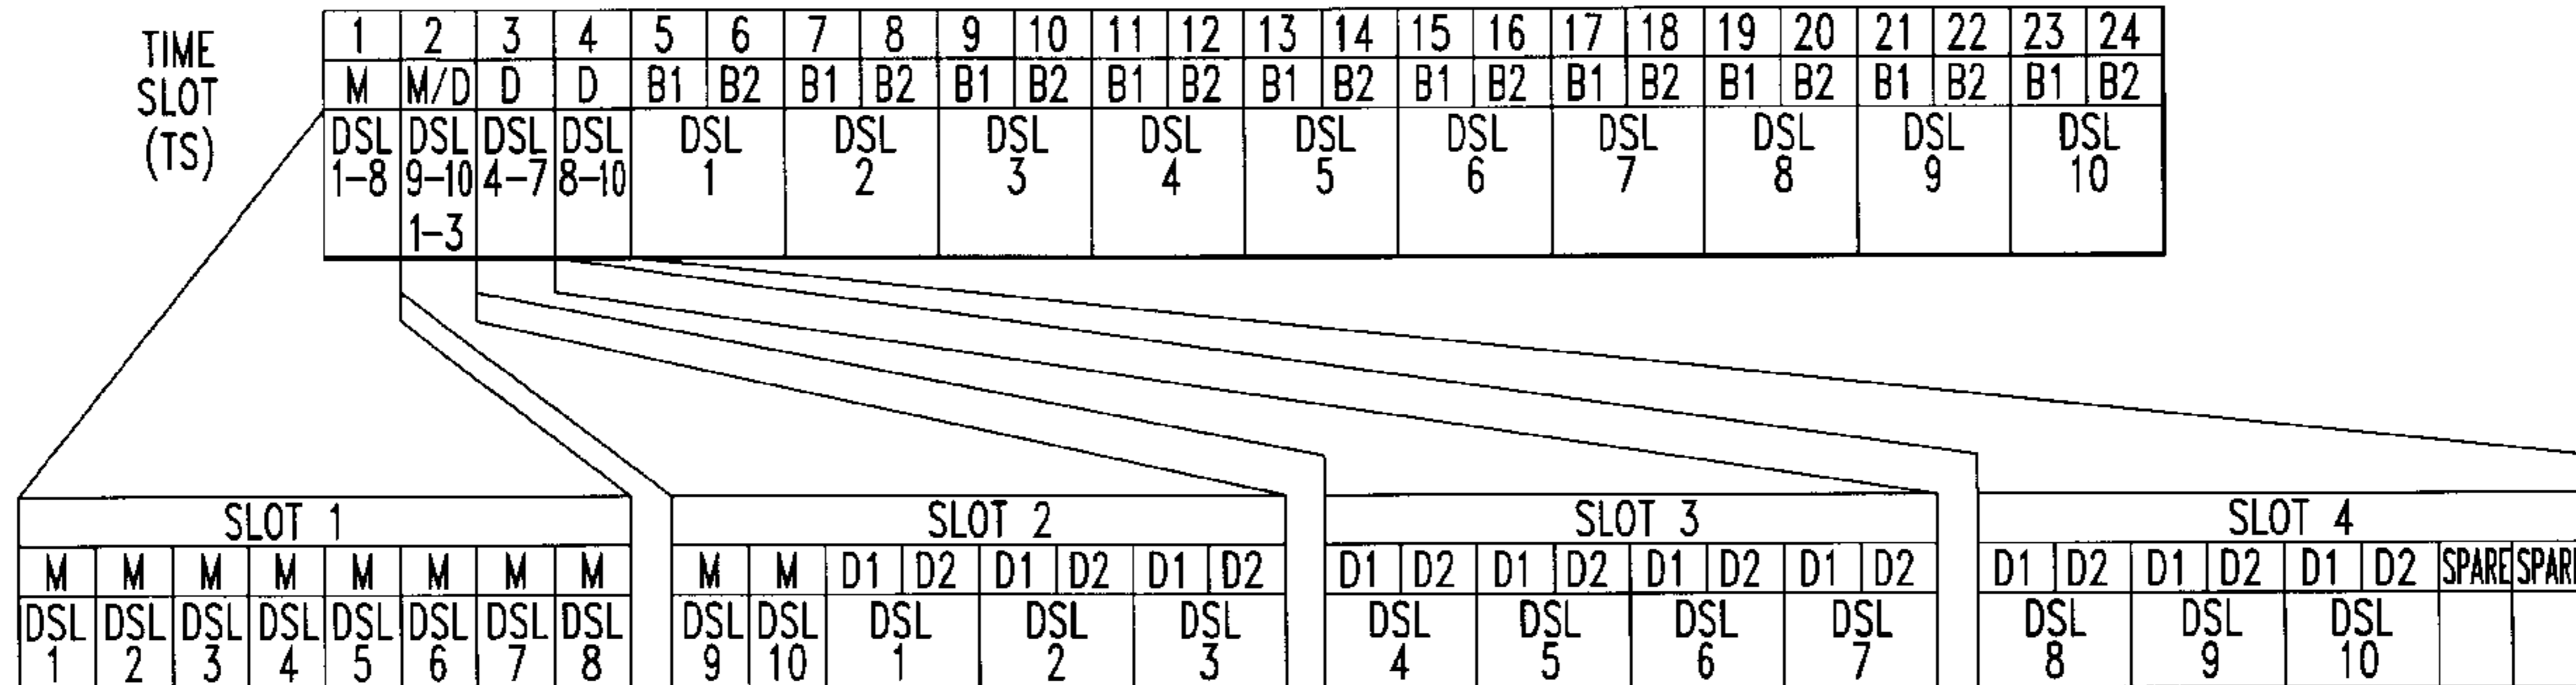 TIME
SLOT
(TS)
1 2 3 4 5 6 7 8 9 10 11 12 13 14 15 16 17 18 19 20 21 22 23 24
M M/D D D B1 B2 B1 B2 B1 B2 B1 B2 B1 B2 B1 B2 B1 B2 B1 B2 B1 B2 B1 B2
DSL DSL DSL DSL DSL DSL DSL DSL DSL DSL DSL DSL DSL DSL
1-8 9-10 4-7 8-10 1 2 3 4 5 6 7 8 9 10
1-3
SLOT 1 SLOT 2 SLOT 3 SLOT 4
M M M M M M M M M M D1 D2 D1 D2 D1 D2 D1 D2 D1 D2 D1 D2 D1 D2 D1 D2 D1 D2 D1 D2 SPARE
DSL DSL DSL DSL DSL DSL DSL DSL DSL DSL DSL DSL DSL DSL DSL DSL DSL DSL DSL DSL
1 2 3 4 5 6 7 8 9 10 1 2 3 4 5 6 7 8 9 10